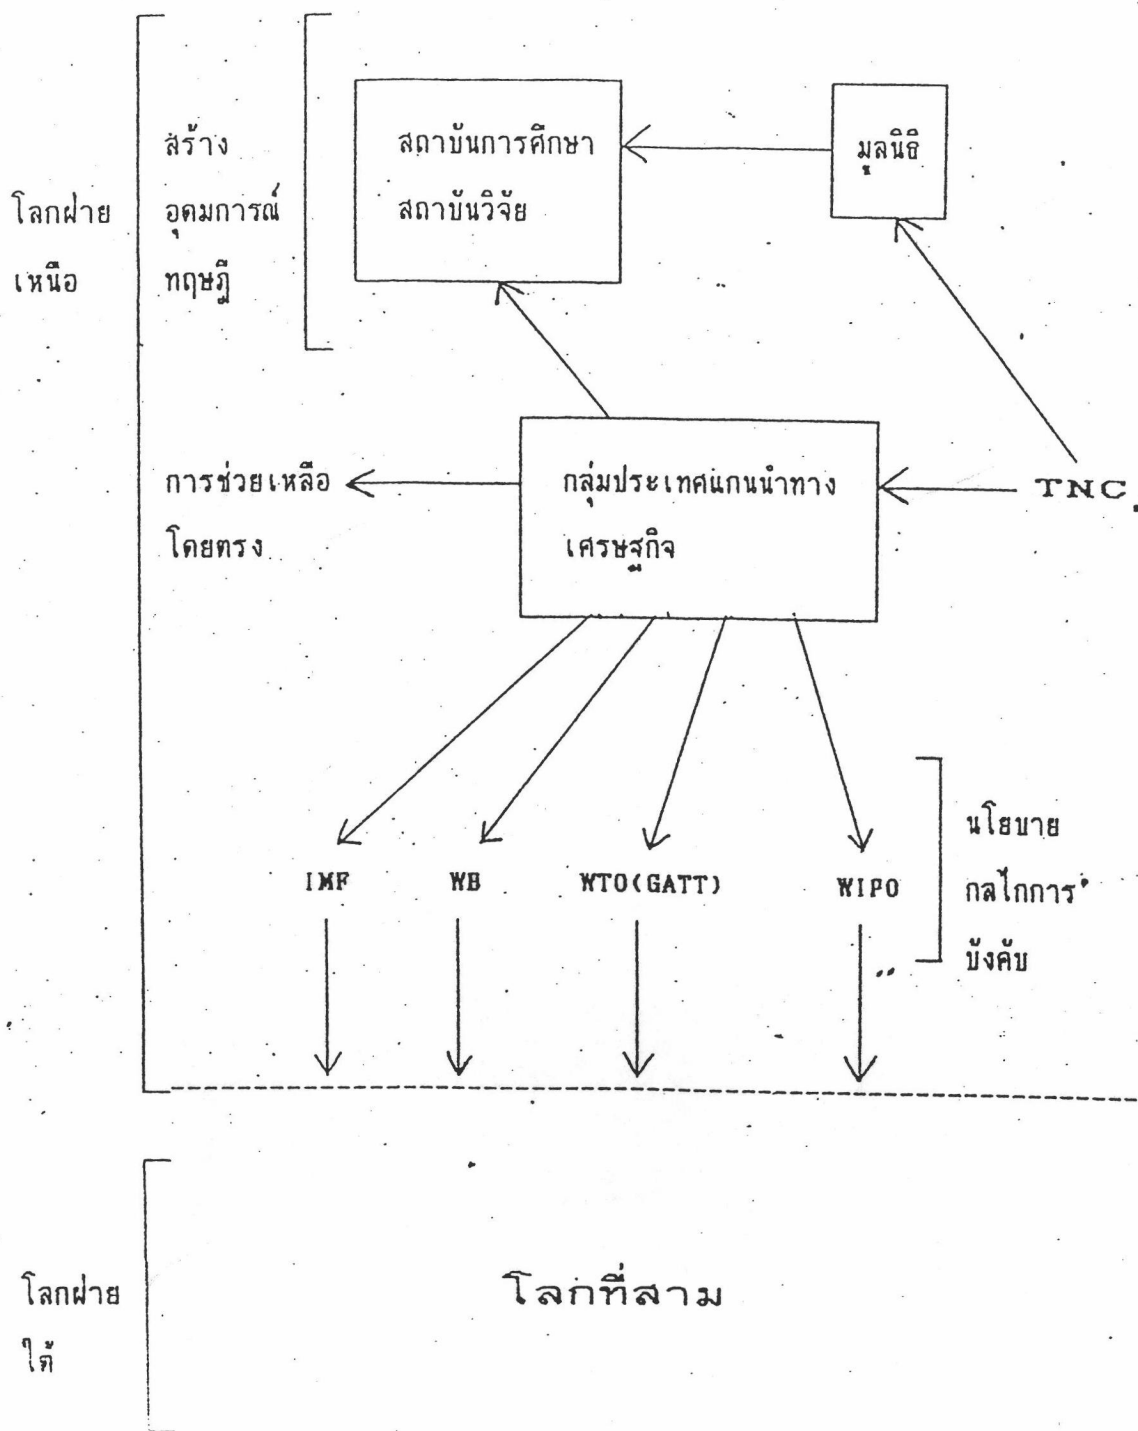 โลกฝ่าย
เหนือ
สร้าง
อุดมการณ์
ทฤษฎี
สถาบันการศึกษา
สถาบันวิจัย
มูลนิธิ
การช่วยเหลือ
โดยตรง
กลุ่มประเทศแกนนำทาง
เศรษฐกิจ
TNC
IMF
WB
WTO(GATT)
WIPO
นโยบาย
กลไกการ
บังคับ
โลกฝ่าย
ใต้
โลกที่สาม